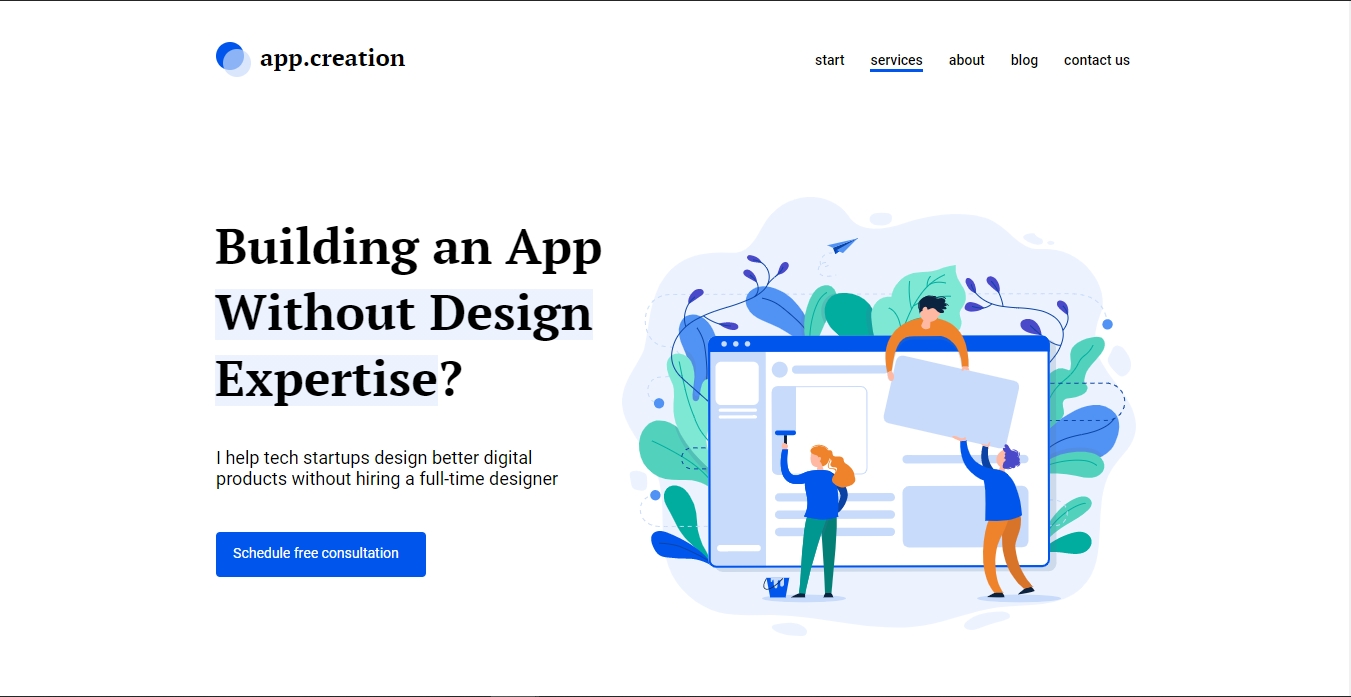 app.creation
start services about blog contact us
Building an App
Without Design
Expertise?
I help tech startups design better digital
products without hiring a full-time designer
Schedule free consultation